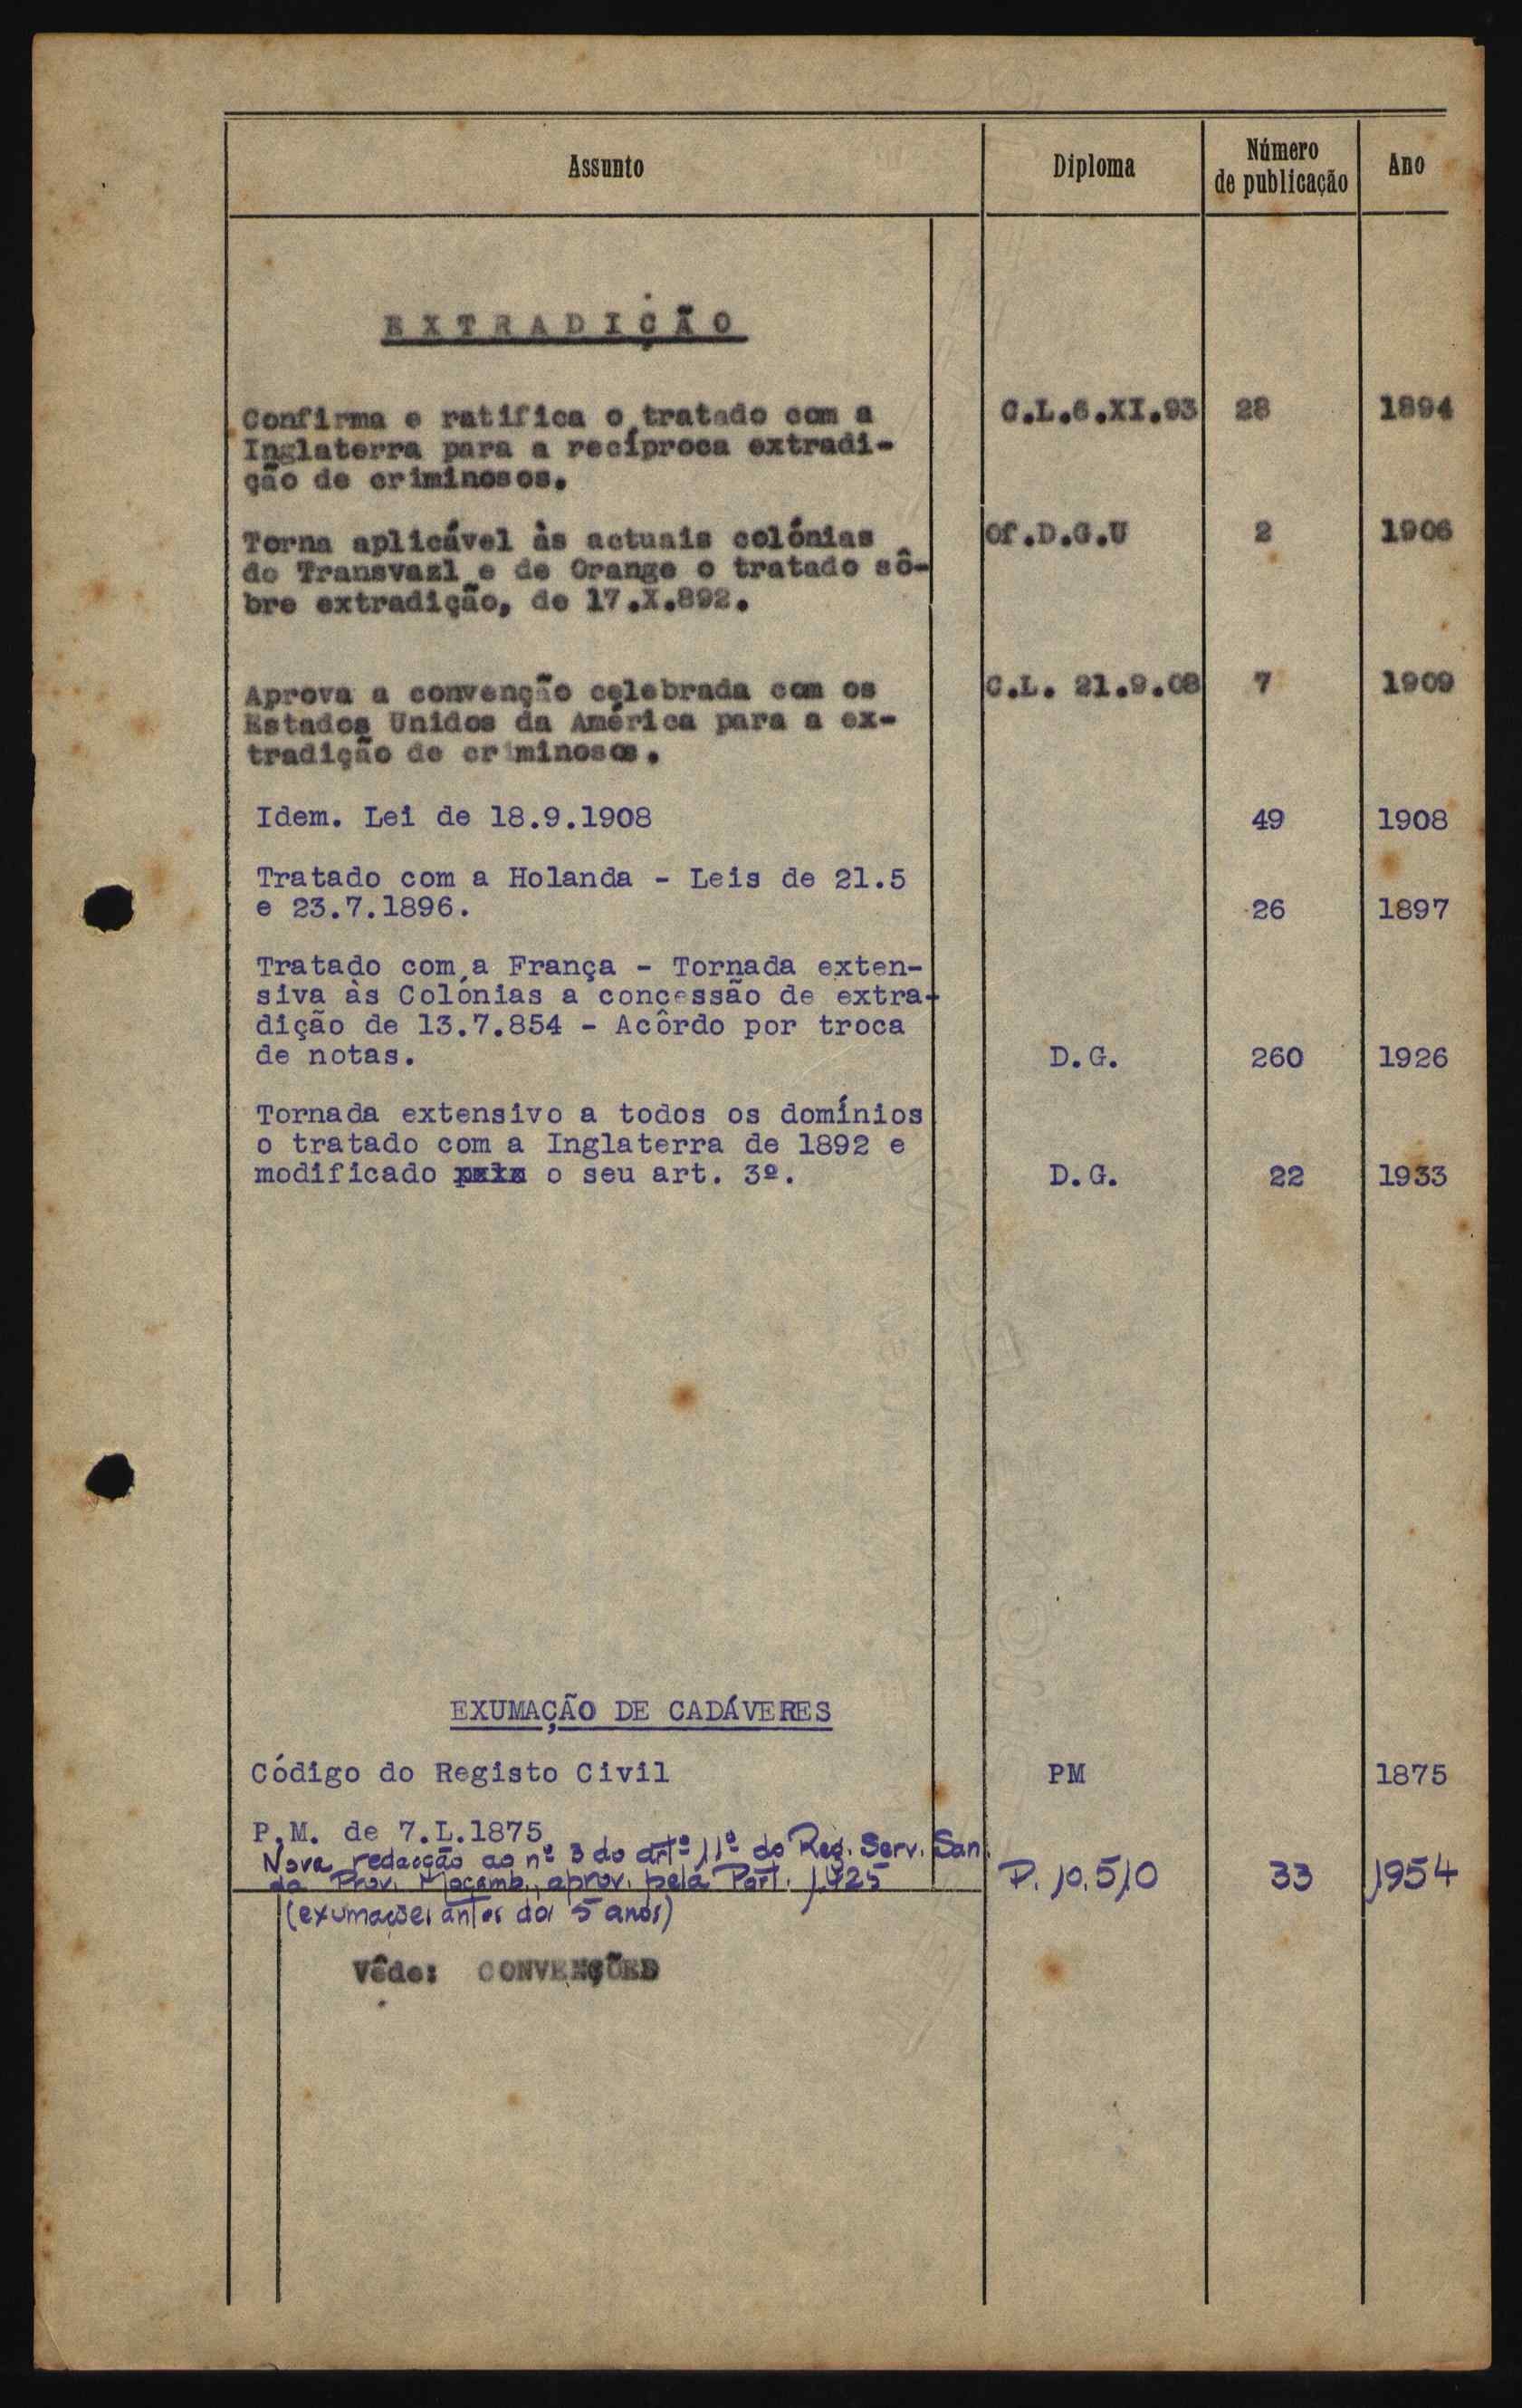 Assunto Diploma Número de publicação Ano
EXTRADIÇÃO
Confirma e ratifica o tratado com a C.L.6.XI.93 28 1894
Inglaterra para a recíproca extradi-
ção de criminosos.
Torna aplicável às actuais colónias Of.D.G.U 2 1906
do Transvaal e de Orange o tratado sô-
bre extradição, de 17.X.892.
Aprova a convenção celebrada com os C.L. 21.9.08 7 1909
Estados Unidos da América para a ex-
tradição de criminosos.
Idem. Lei de 18.9.1908 49 1908
Tratado com a Holanda - Leis de 21.5
e 23.7.1896. 26 1897
Tratado com a França - Tornada exten-
siva às Colónias a concessão de extra-
dição de 13.7.854 - Acôrdo por troca
de notas. D.G. 260 1926
Tornada extensivo a todos os domínios
o tratado com a Inglaterra de 1892 e
modificado o seu art. 3º. D.G. 22 1933
EXUMAÇÃO DE CADÁVERES
Código do Registo Civil PM 1875
P.M. de 7.L.1875
Nova redacção ao nº 3 do artº 11º do Reg. Serv. San.
da Prov. Moçamb., aprov. pela Port. 1.425 P. 10.510 33 1954
(exumações antes dos 5 anos)
Vêde: CONVENÇÕES